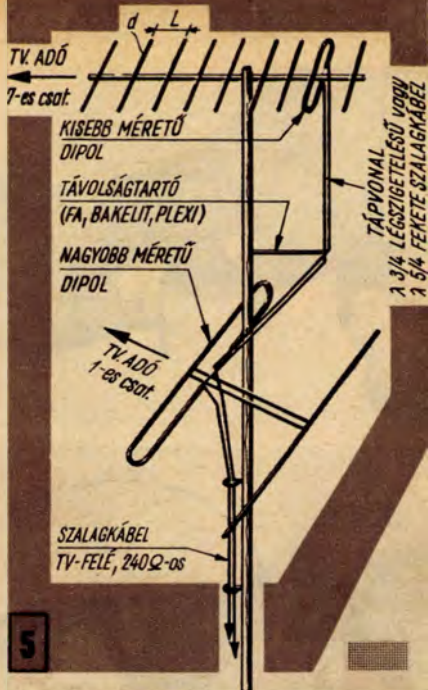 d
L
TV. ADÓ
7-es csat.
KISEBB MÉRETŰ
DIPOL
TÁVOLSÁGTARTÓ
(FA, BAKELIT, PLEXI)
NAGYOBB MÉRETŰ
DIPOL
TÁPVONAL
λ 3/4 LÉGSZIGETELÉSŰ vagy
λ 5/4 FEKETE SZALAGKÁBEL
TV. ADÓ
1-es csat.
SZALAGKÁBEL
TV-FELÉ, 240Ω-os
5